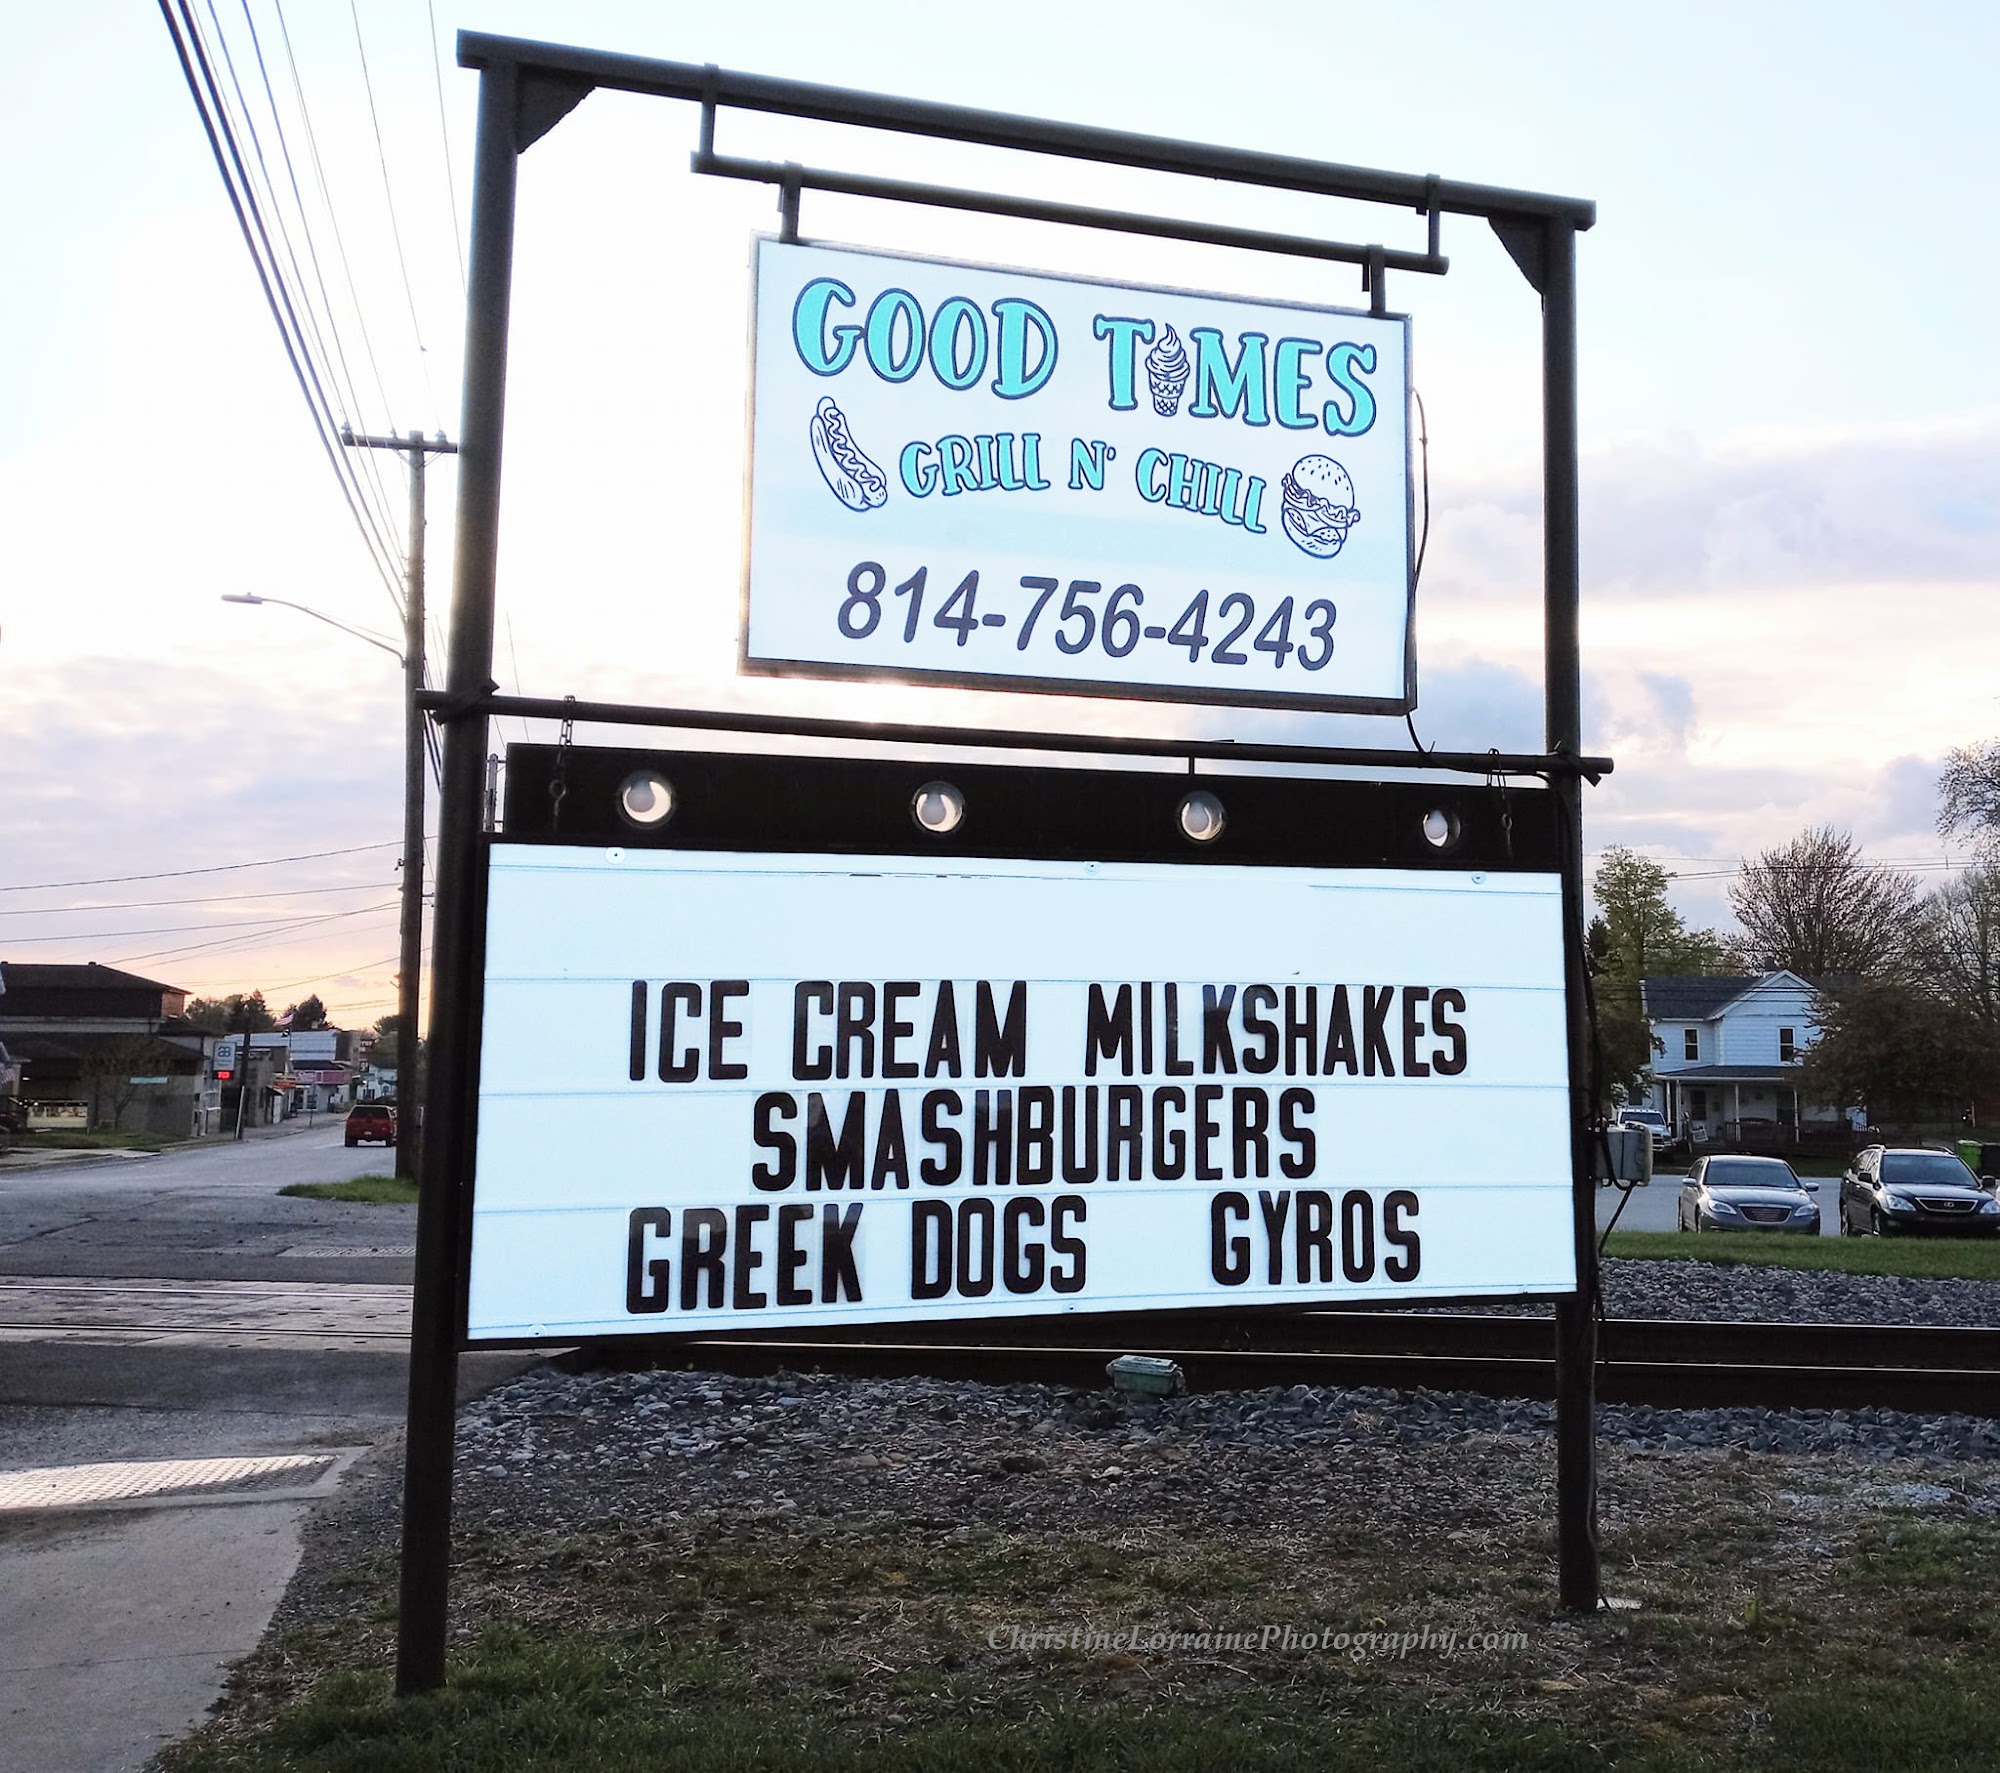 GOOD TIMES
GRILL N' CHILL
814-756-4243
ICE CREAM MILKSHAKES
SMASHBURGERS
GREEK DOGS GYROS
ChristineLorrainePhotography.com